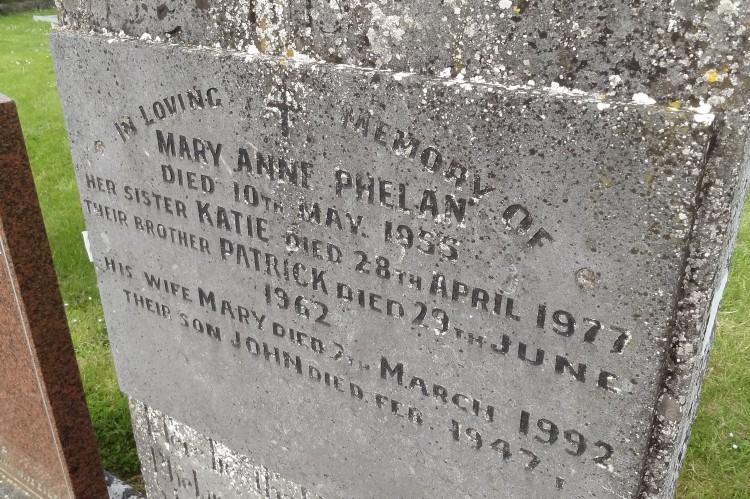 IN LOVING MEMORY OF
MARY ANNE PHELAN
DIED 10TH MAY. 1955
HER SISTER KATIE DIED 28TH APRIL 1977
THEIR BROTHER PATRICK DIED 29TH JUNE
1962
HIS WIFE MARY DIED 7TH MARCH 1992
THEIR SON JOHN DIED FEB 1947